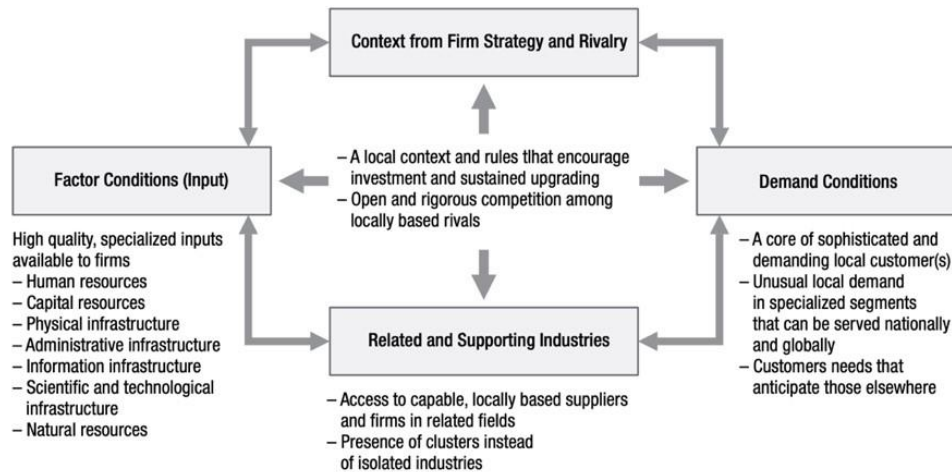 Context from Firm Strategy and Rivalry
– A local context and rules tlhat encourage
investment and sustained upgrading
– Open and rigorous competition among
locally based rivals
Factor Conditions (Input)
High quality, specialized inputs
available to firms
– Human resources
– Capital resources
– Physical infrastructure
– Administrative infrastructure
– Information infrastructure
– Scientific and technological
infrastructure
– Natural resources
Demand Conditions
– A core of sophisticated and
demanding local customer(s)
– Unusual local demand
in specialized segments
that can be served nationally
and globally
– Customers needs that
anticipate those elsewhere
Related and Supporting Industries
– Access to capable, locally based suppliers
and firms in related fields
– Presence of clusters instead
of isolated industries